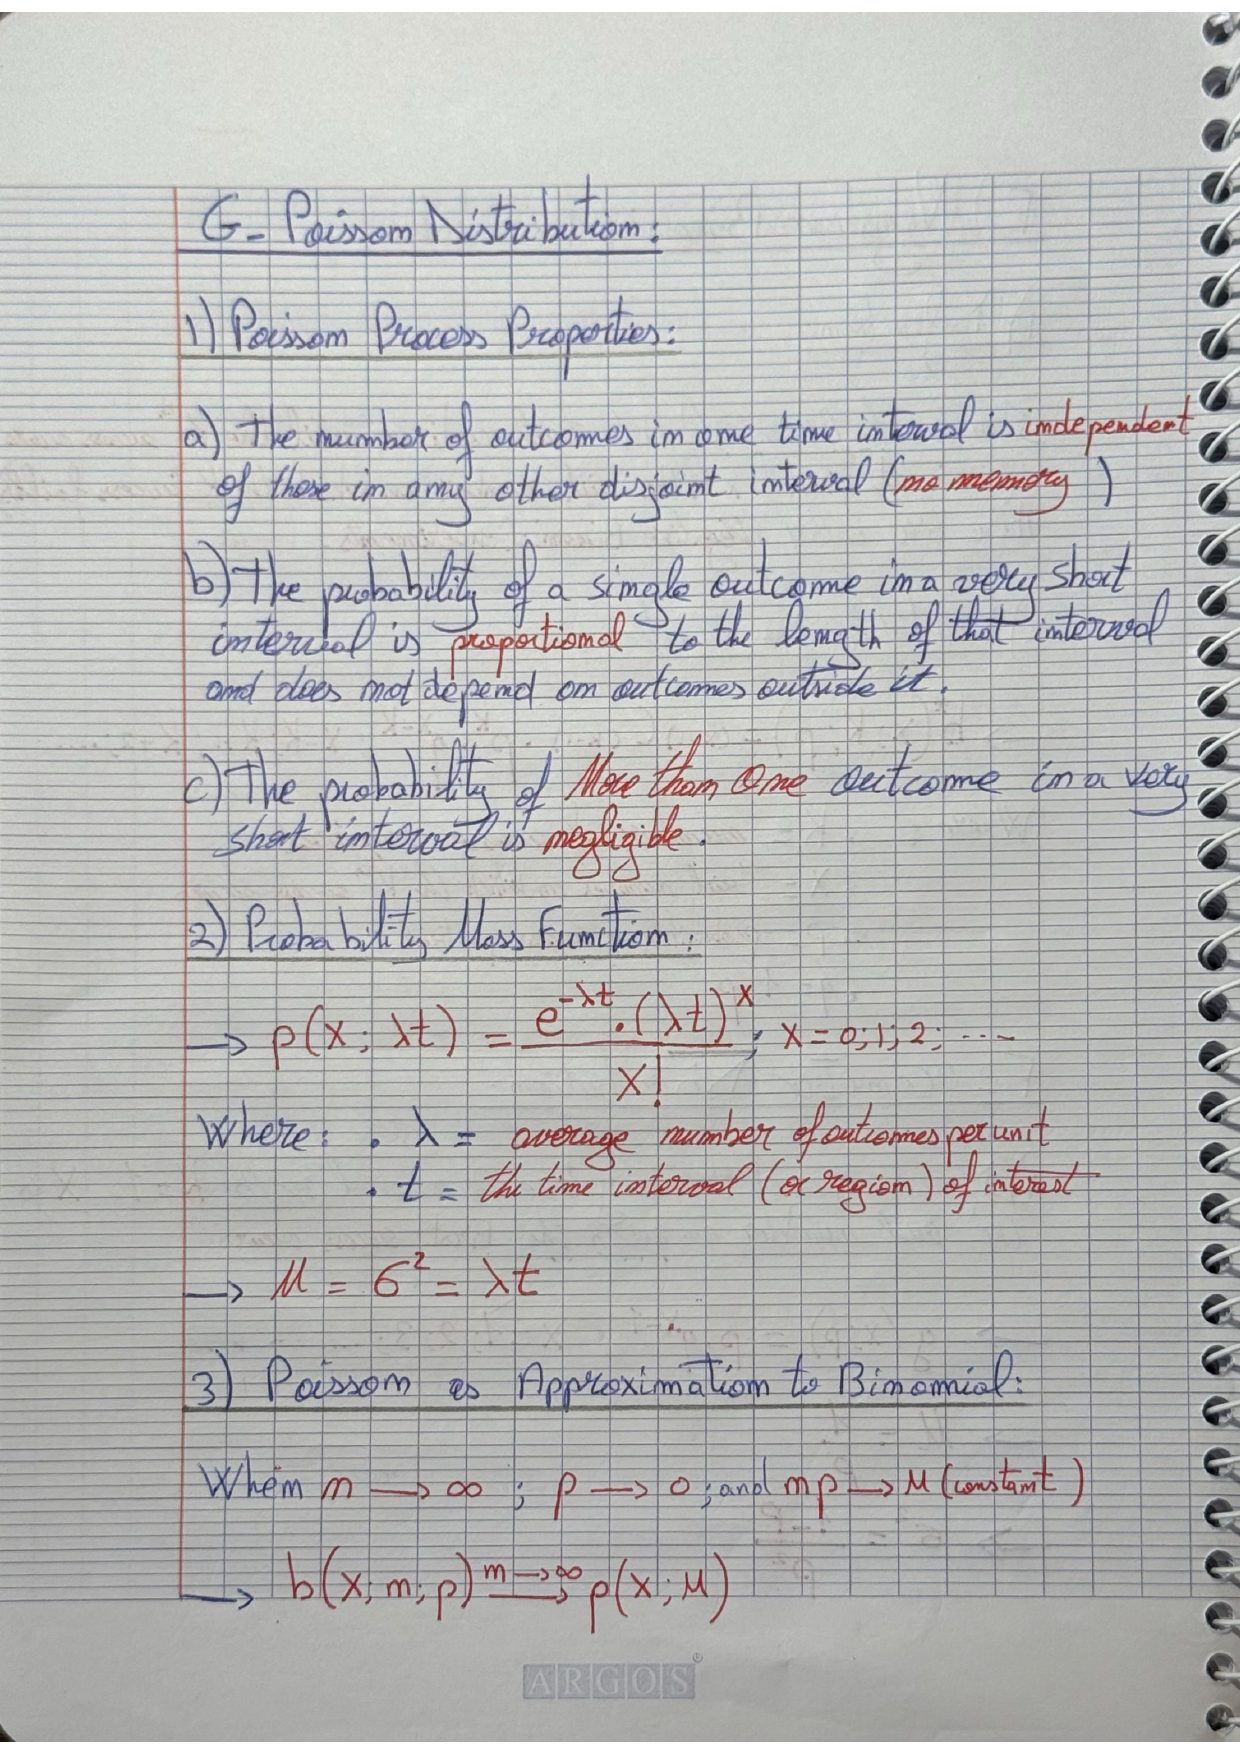 G- Poisson Distribution:
1) Poisson Process Properties:
a) The number of outcomes in one time interval is independent
of those in any other disjoint interval (no memory)
b) The probability of a single outcome in a very short
interval is proportional to the length of that interval
and does not depend on outcomes outside it.
c) The probability of More than One outcome in a very
short interval is negligible.
2) Probability Mass Function:
→ p(x; λt) = e^{-λt}.(λt)^x / x! ; x = 0;1;2; ...
Where: . λ = average number of outcomes per unit
. t = the time interval (or region) of interest
→ μ = σ² = λt
3) Poisson as Approximation to Binomial:
When n → ∞ ; p → 0 ; and np → μ (constant)
→ b(x; n; p) n→∞ → p(x; μ)
ARGOS®